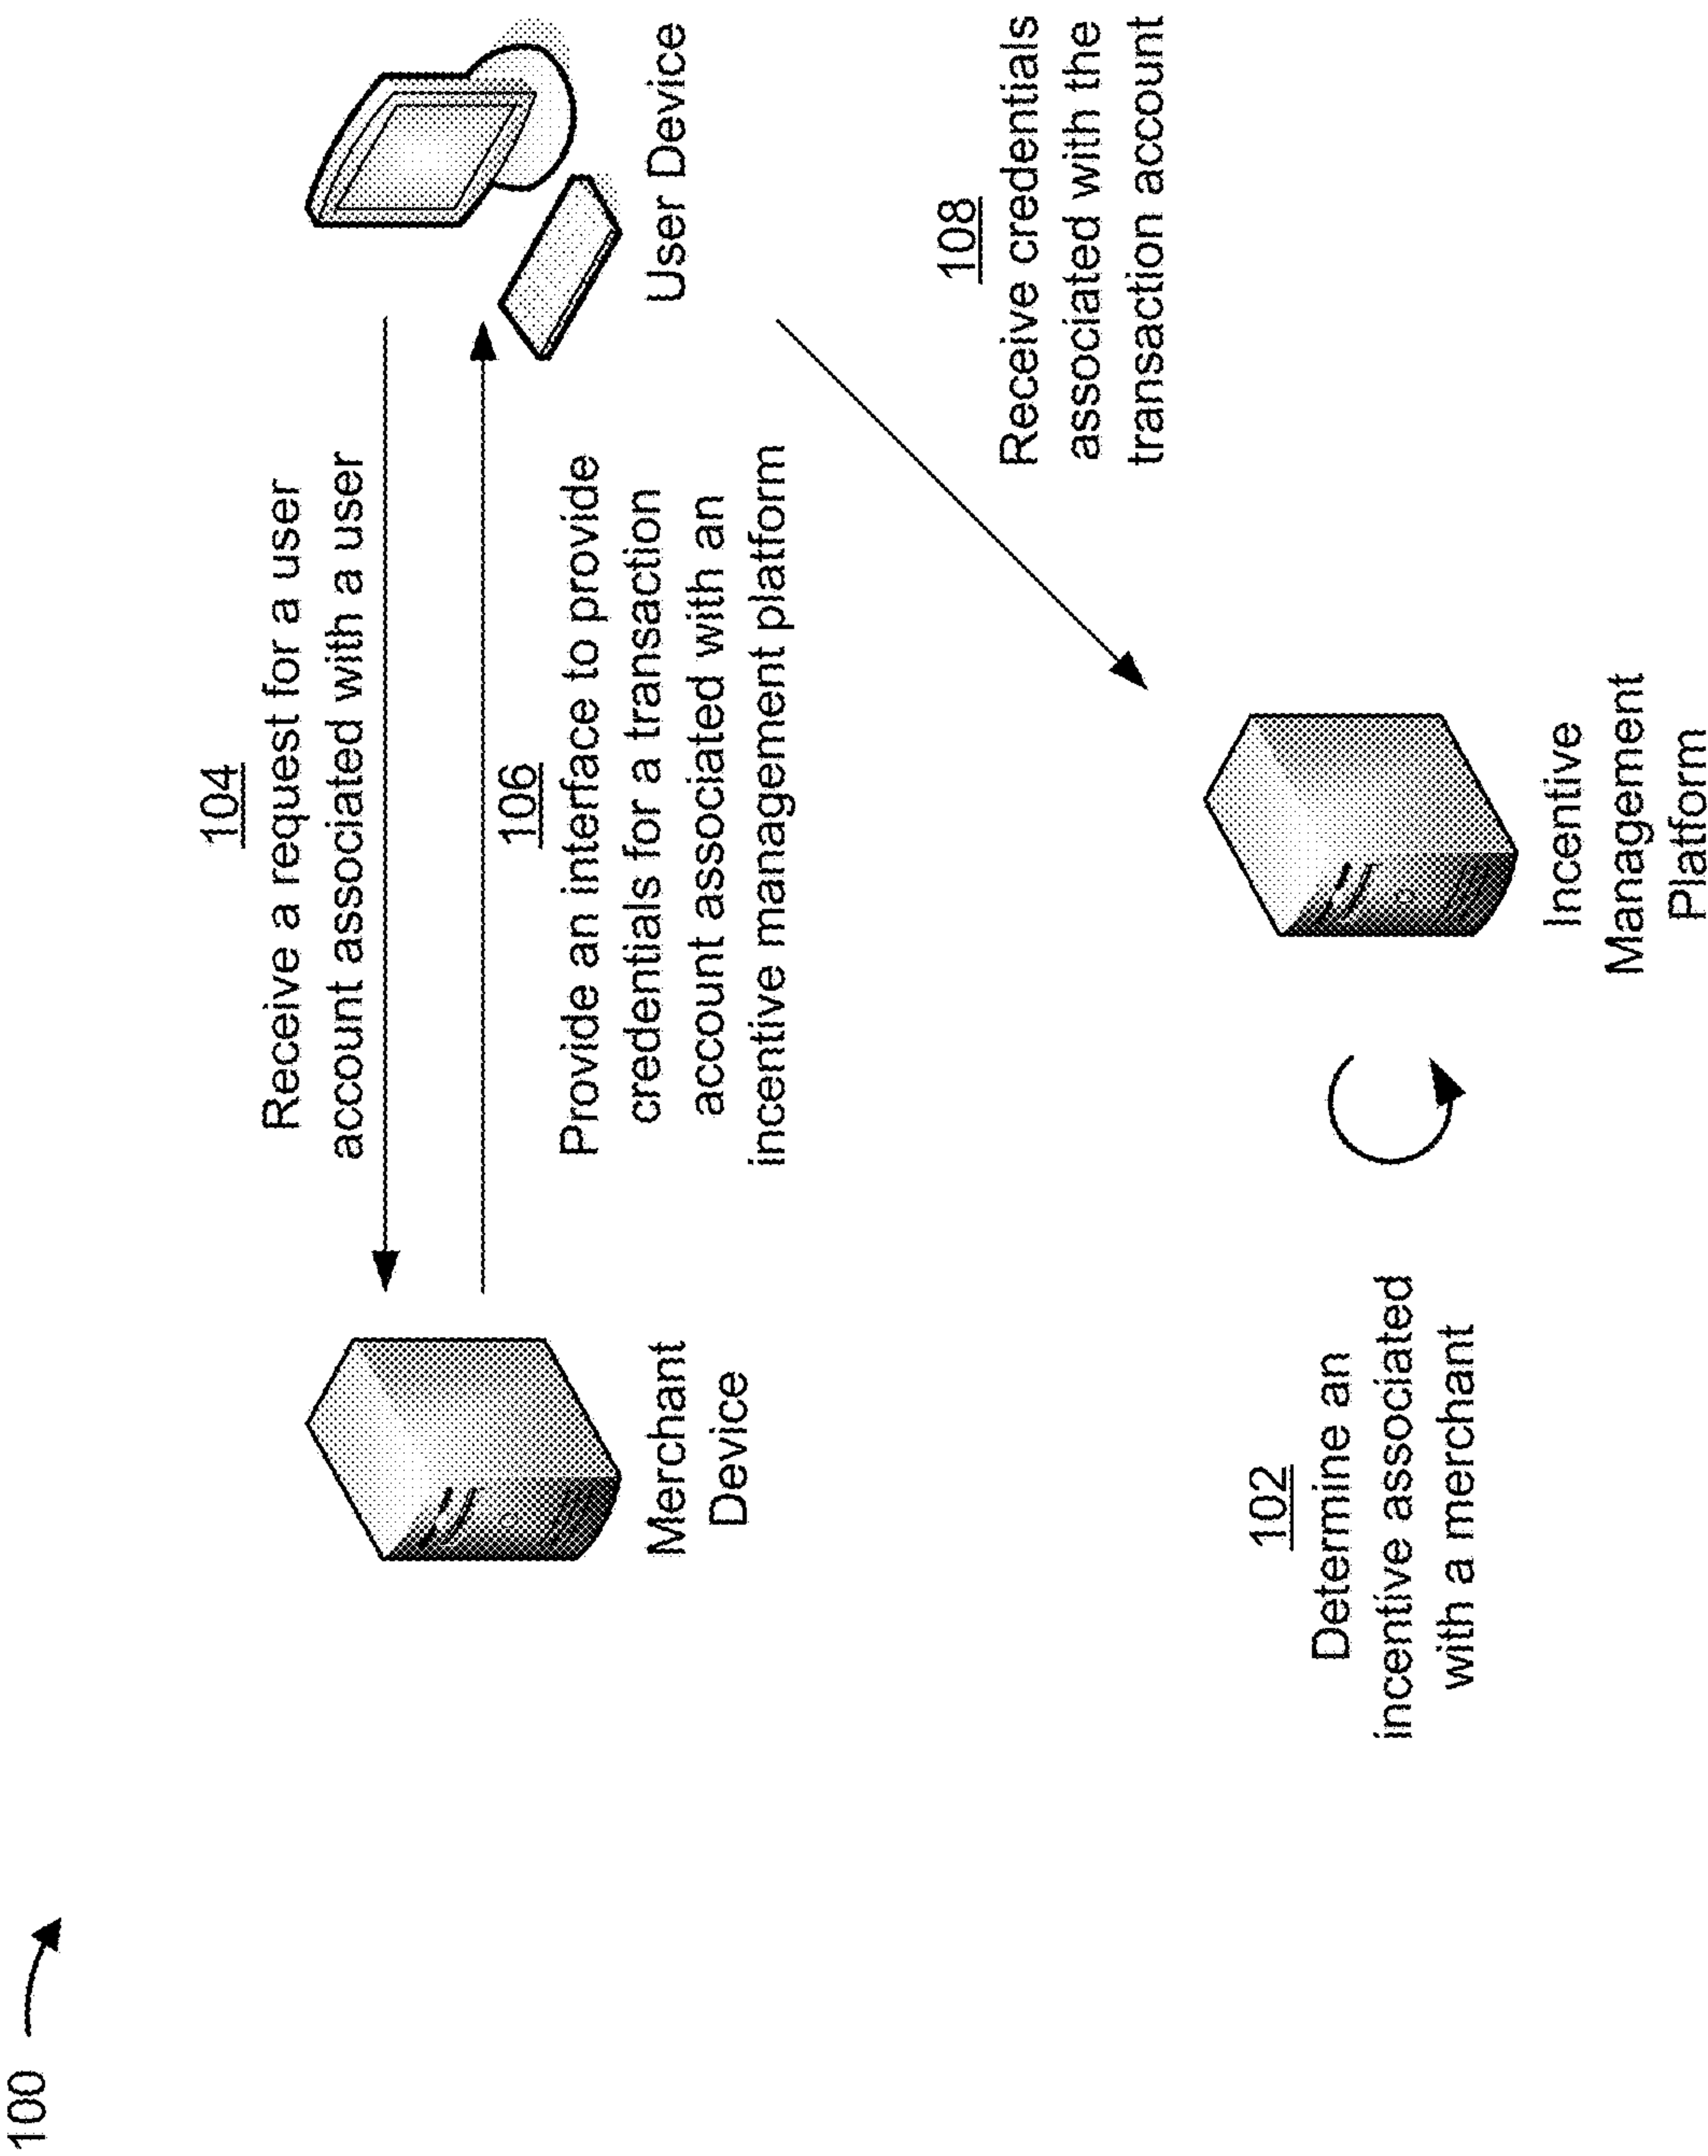 100
104
Receive a request for a user
account associated with a user
106
Provide an interface to provide
credentials for a transaction
account associated with an
incentive management platform
Merchant
Device
User Device
108
Receive credentials
associated with the
transaction account
102
Determine an
incentive associated
with a merchant
Incentive
Management
Platform